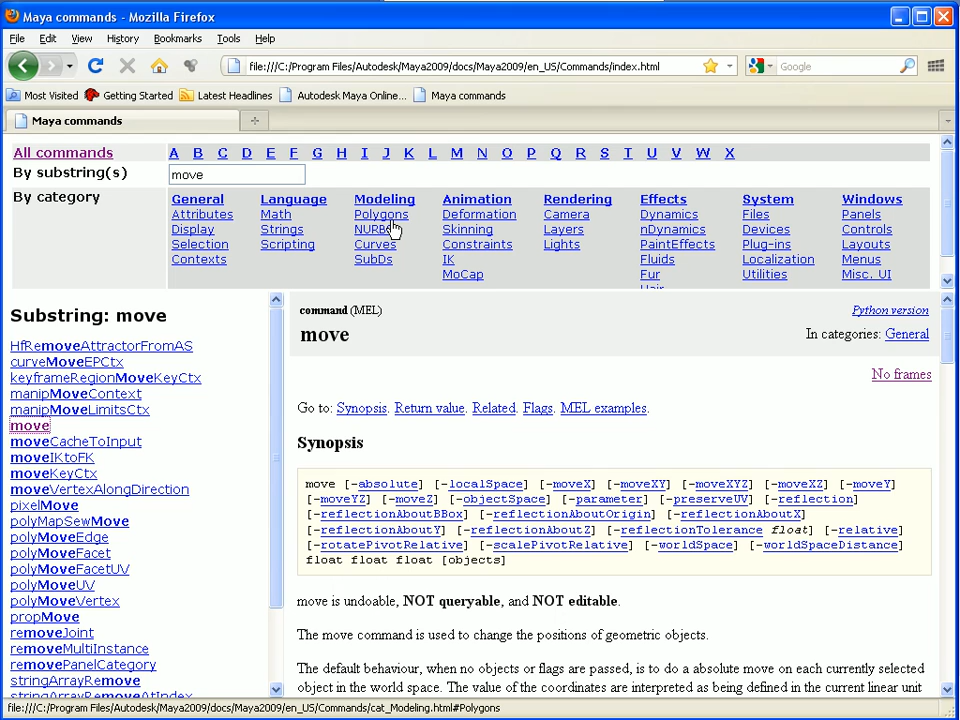 Maya commands - Mozilla Firefox
File Edit View History Bookmarks Tools Help
file:///C:/Program Files/Autodesk/Maya2009/docs/Maya2009/en_US/Commands/index.html
Google
Most Visited Getting Started Latest Headlines Autodesk Maya Online... Maya commands
Maya commands
All commands A B C D E F G H I J K L M N O P Q R S T U V W X
By substring(s) move
By category General Language Modeling Animation Rendering Effects System Windows
Attributes Math Polygons Deformation Camera Dynamics Files Panels
Display Strings Skinning Layers nDynamics Devices Controls
Selection Scripting Curves Constraints Lights PaintEffects Plug-ins Layouts
Contexts SubDs IK Fluids Localization Menus
MoCap Fur Utilities Misc. UI
Hair
Substring: move
HfRemoveAttractorFromAS
curveMoveEPCtx
keyframeRegionMoveKeyCtx
manipMoveContext
manipMoveLimitsCtx
move
moveCacheToInput
moveIKtoFK
moveKeyCtx
moveVertexAlongDirection
pixelMove
polyMapSewMove
polyMoveEdge
polyMoveFacet
polyMoveFacetUV
polyMoveUV
polyMoveVertex
propMove
removeJoint
removeMultiInstance
removePanelCategory
stringArrayRemove
stringArrayRemoveAtIndex
command (MEL) Python version
move In categories: General
No frames
Go to: Synopsis. Return value. Related. Flags. MEL examples.
Synopsis
move [-absolute] [-localSpace] [-moveX] [-moveXY] [-moveXYZ] [-moveXZ] [-moveY]
[-moveYZ] [-moveZ] [-objectSpace] [-parameter] [-preserveUV] [-reflection]
[-reflectionAboutBBox] [-reflectionAboutOrigin] [-reflectionAboutX]
[-reflectionAboutY] [-reflectionAboutZ] [-reflectionTolerance float] [-relative]
[-rotatePivotRelative] [-scalePivotRelative] [-worldSpace] [-worldSpaceDistance]
float float float [objects]
move is undoable, NOT queryable, and NOT editable.
The move command is used to change the positions of geometric objects.
The default behaviour, when no objects or flags are passed, is to do a absolute move on each currently selected
object in the world space. The value of the coordinates are interpreted as being defined in the current linear unit
file:///C:/Program Files/Autodesk/Maya2009/docs/Maya2009/en_US/Commands/cat_Modeling.html#Polygons